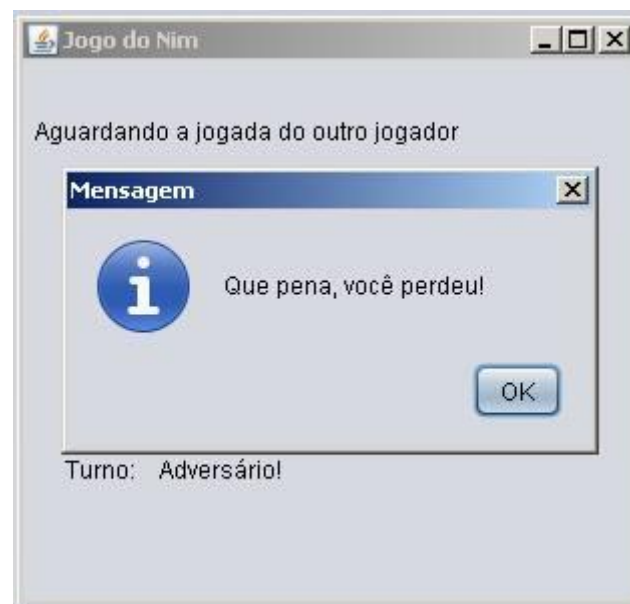 Jogo do Nim
Aguardando a jogada do outro jogador
Mensagem
Que pena, você perdeu!
OK
Turno: Adversário!